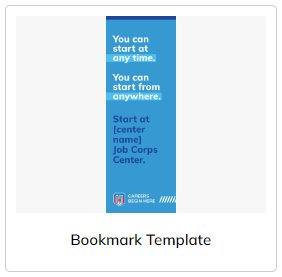 You can
start at
any time.
You can
start from
anywhere.
Start at
[center
name]
Job Corps
Center.
CAREERS
BEGIN HERE
Bookmark Template